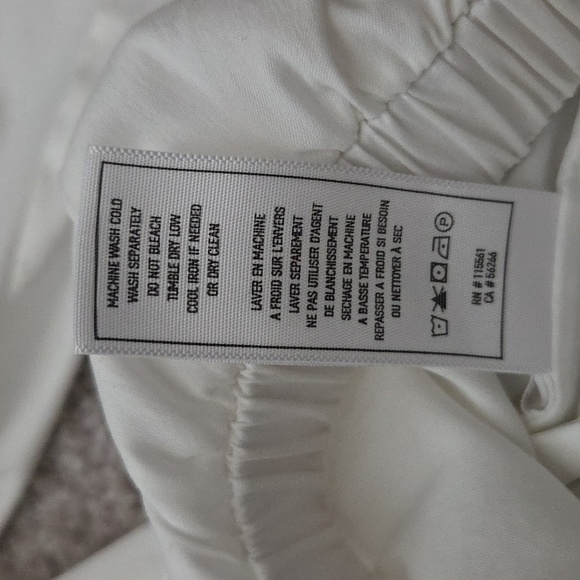 MACHINE WASH COLD
WASH SEPARATELY
DO NOT BLEACH
TUMBLE DRY LOW
COOL IRON IF NEEDED
OR DRY CLEAN
LAVER EN MACHINE
A FROID SUR L'ENVERS
LAVER SEPAREMENT
NE PAS UTILISER D'AGENT
DE BLANCHISSEMENT
SECHAGE EN MACHINE
A BASSE TEMPERATURE
REPASSER A FROID SI BESOIN
OU NETTOYER À SEC
P
RN # 115561
CA # 56266